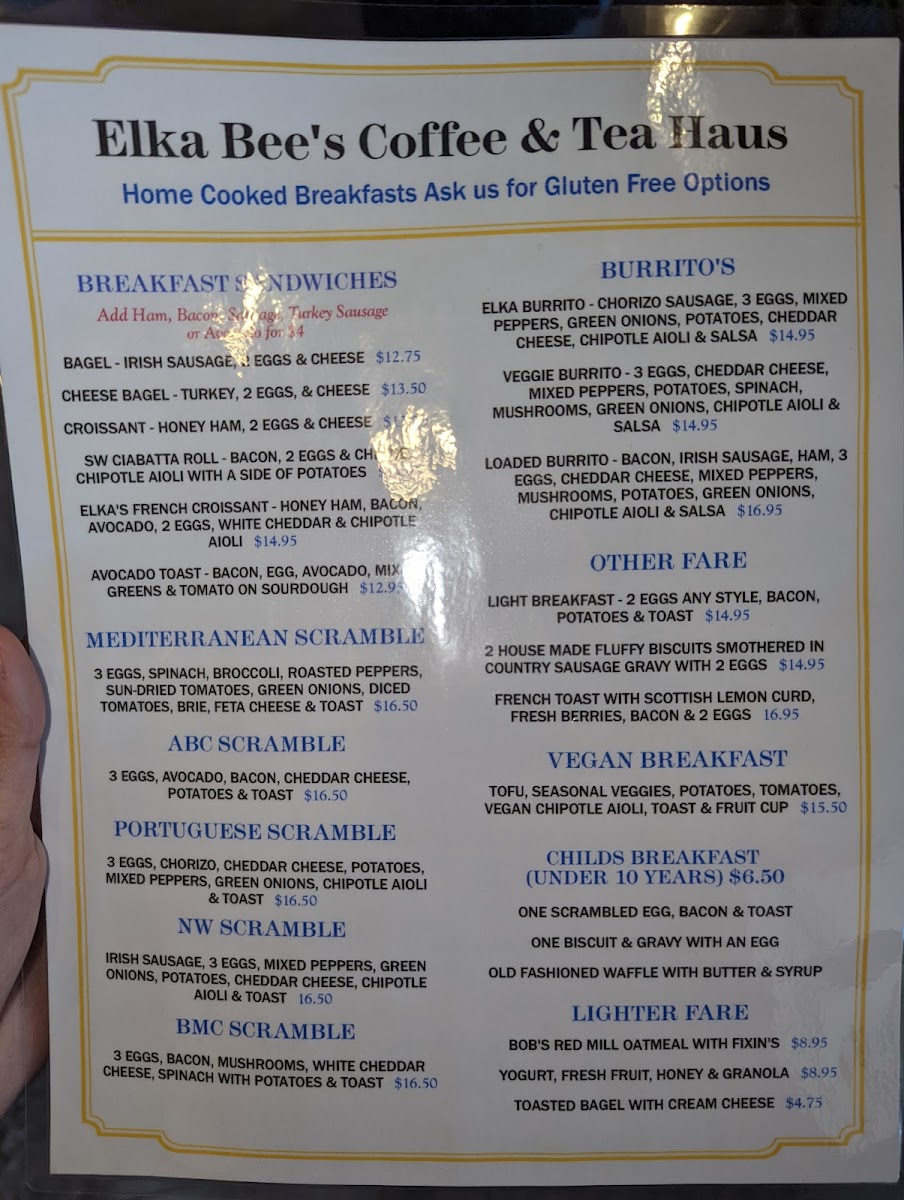 Elka Bee's Coffee & Tea Haus
Home Cooked Breakfasts Ask us for Gluten Free Options
BREAKFAST SANDWICHES
Add Ham, Bacon, Sausage, Turkey Sausage
or Avocado for $4
BAGEL - IRISH SAUSAGE, 2 EGGS & CHEESE $12.75
CHEESE BAGEL - TURKEY, 2 EGGS, & CHEESE $13.50
CROISSANT - HONEY HAM, 2 EGGS & CHEESE
SW CIABATTA ROLL - BACON, 2 EGGS &
CHIPOTLE AIOLI WITH A SIDE OF POTATOES
ELKA'S FRENCH CROISSANT - HONEY HAM, BACON,
AVOCADO, 2 EGGS, WHITE CHEDDAR & CHIPOTLE
AIOLI $14.95
AVOCADO TOAST - BACON, EGG, AVOCADO, MIXED
GREENS & TOMATO ON SOURDOUGH $12.95
MEDITERRANEAN SCRAMBLE
3 EGGS, SPINACH, BROCCOLI, ROASTED PEPPERS,
SUN-DRIED TOMATOES, GREEN ONIONS, DICED
TOMATOES, BRIE, FETA CHEESE & TOAST $16.50
ABC SCRAMBLE
3 EGGS, AVOCADO, BACON, CHEDDAR CHEESE,
POTATOES & TOAST $16.50
PORTUGUESE SCRAMBLE
3 EGGS, CHORIZO, CHEDDAR CHEESE, POTATOES,
MIXED PEPPERS, GREEN ONIONS, CHIPOTLE AIOLI
& TOAST $16.50
NW SCRAMBLE
IRISH SAUSAGE, 3 EGGS, MIXED PEPPERS, GREEN
ONIONS, POTATOES, CHEDDAR CHEESE, CHIPOTLE
AIOLI & TOAST 16.50
BMC SCRAMBLE
3 EGGS, BACON, MUSHROOMS, WHITE CHEDDAR
CHEESE, SPINACH WITH POTATOES & TOAST $16.50
BURRITO'S
ELKA BURRITO - CHORIZO SAUSAGE, 3 EGGS, MIXED
PEPPERS, GREEN ONIONS, POTATOES, CHEDDAR
CHEESE, CHIPOTLE AIOLI & SALSA $14.95
VEGGIE BURRITO - 3 EGGS, CHEDDAR CHEESE,
MIXED PEPPERS, POTATOES, SPINACH,
MUSHROOMS, GREEN ONIONS, CHIPOTLE AIOLI &
SALSA $14.95
LOADED BURRITO - BACON, IRISH SAUSAGE, HAM, 3
EGGS, CHEDDAR CHEESE, MIXED PEPPERS,
MUSHROOMS, POTATOES, GREEN ONIONS,
CHIPOTLE AIOLI & SALSA $16.95
OTHER FARE
LIGHT BREAKFAST - 2 EGGS ANY STYLE, BACON,
POTATOES & TOAST $14.95
2 HOUSE MADE FLUFFY BISCUITS SMOTHERED IN
COUNTRY SAUSAGE GRAVY WITH 2 EGGS $14.95
FRENCH TOAST WITH SCOTTISH LEMON CURD,
FRESH BERRIES, BACON & 2 EGGS 16.95
VEGAN BREAKFAST
TOFU, SEASONAL VEGGIES, POTATOES, TOMATOES,
VEGAN CHIPOTLE AIOLI, TOAST & FRUIT CUP $15.50
CHILDS BREAKFAST
(UNDER 10 YEARS) $6.50
ONE SCRAMBLED EGG, BACON & TOAST
ONE BISCUIT & GRAVY WITH AN EGG
OLD FASHIONED WAFFLE WITH BUTTER & SYRUP
LIGHTER FARE
BOB'S RED MILL OATMEAL WITH FIXIN'S $8.95
YOGURT, FRESH FRUIT, HONEY & GRANOLA $8.95
TOASTED BAGEL WITH CREAM CHEESE $4.75